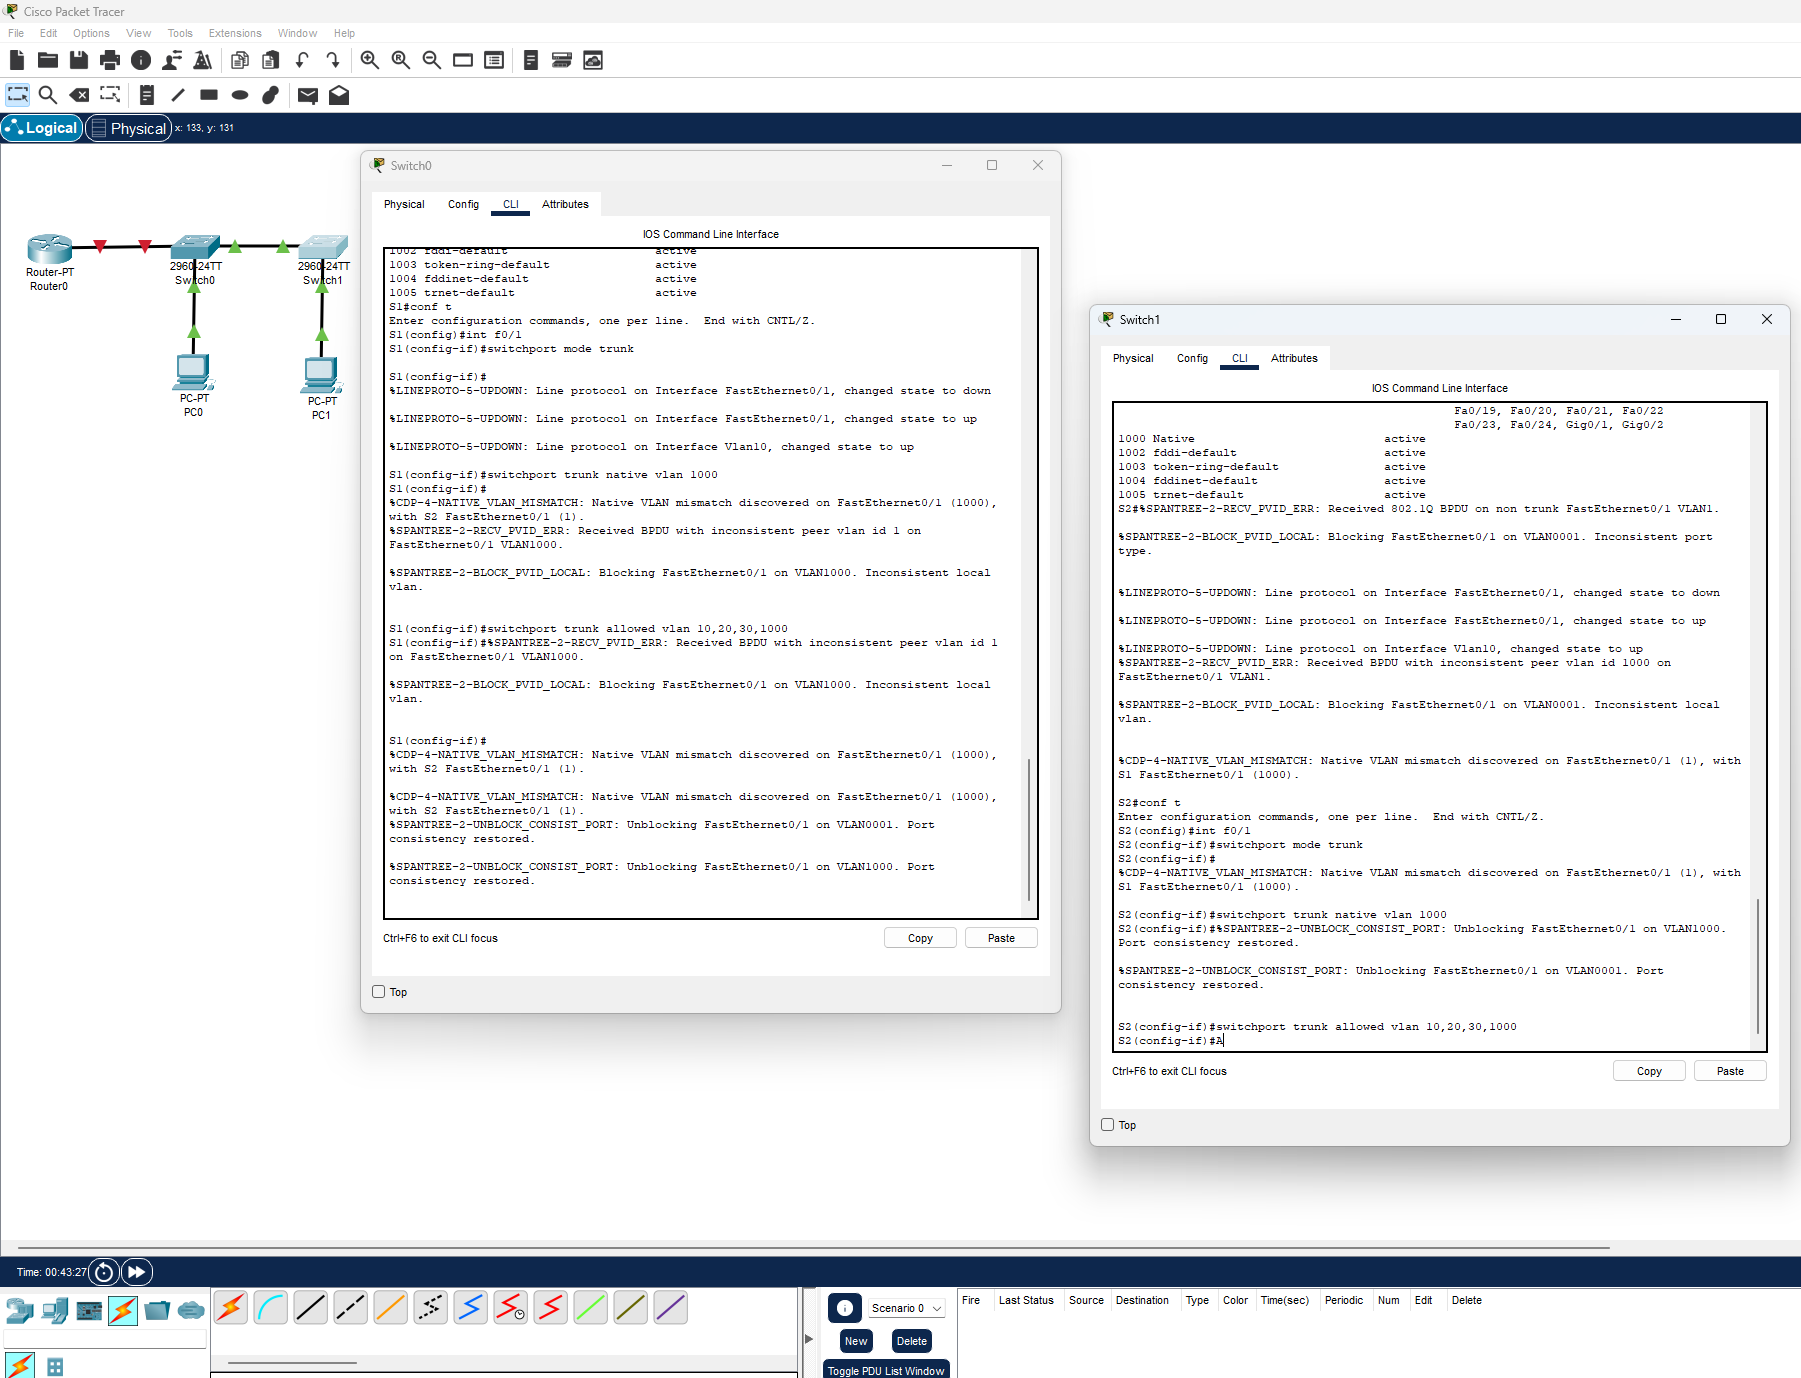 Cisco Packet Tracer
File Edit Options View Tools Extensions Window Help
Logical Physical x: 133, y: 131
Router-PT
Router0
2960-24TT
Switch0
2960-24TT
Switch1
PC-PT
PC0
PC-PT
PC1
Switch0
Physical Config CLI Attributes
IOS Command Line Interface
1002 fddi-default active
1003 token-ring-default active
1004 fddinet-default active
1005 trnet-default active
S1#conf t
Enter configuration commands, one per line. End with CNTL/Z.
S1(config)#int f0/1
S1(config-if)#switchport mode trunk
S1(config-if)#
%LINEPROTO-5-UPDOWN: Line protocol on Interface FastEthernet0/1, changed state to down
%LINEPROTO-5-UPDOWN: Line protocol on Interface FastEthernet0/1, changed state to up
%LINEPROTO-5-UPDOWN: Line protocol on Interface Vlan10, changed state to up
S1(config-if)#switchport trunk native vlan 1000
S1(config-if)#
%CDP-4-NATIVE_VLAN_MISMATCH: Native VLAN mismatch discovered on FastEthernet0/1 (1000),
with S2 FastEthernet0/1 (1).
%SPANTREE-2-RECV_PVID_ERR: Received BPDU with inconsistent peer vlan id 1 on
FastEthernet0/1 VLAN1000.
%SPANTREE-2-BLOCK_PVID_LOCAL: Blocking FastEthernet0/1 on VLAN1000. Inconsistent local
vlan.
S1(config-if)#switchport trunk allowed vlan 10,20,30,1000
S1(config-if)#%SPANTREE-2-RECV_PVID_ERR: Received BPDU with inconsistent peer vlan id 1
on FastEthernet0/1 VLAN1000.
%SPANTREE-2-BLOCK_PVID_LOCAL: Blocking FastEthernet0/1 on VLAN1000. Inconsistent local
vlan.
S1(config-if)#
%CDP-4-NATIVE_VLAN_MISMATCH: Native VLAN mismatch discovered on FastEthernet0/1 (1000),
with S2 FastEthernet0/1 (1).
%CDP-4-NATIVE_VLAN_MISMATCH: Native VLAN mismatch discovered on FastEthernet0/1 (1000),
with S2 FastEthernet0/1 (1).
%SPANTREE-2-UNBLOCK_CONSIST_PORT: Unblocking FastEthernet0/1 on VLAN0001. Port
consistency restored.
%SPANTREE-2-UNBLOCK_CONSIST_PORT: Unblocking FastEthernet0/1 on VLAN1000. Port
consistency restored.
Ctrl+F6 to exit CLI focus
Copy Paste
Top
Switch1
Physical Config CLI Attributes
IOS Command Line Interface
Fa0/19, Fa0/20, Fa0/21, Fa0/22
Fa0/23, Fa0/24, Gig0/1, Gig0/2
1000 Native active
1002 fddi-default active
1003 token-ring-default active
1004 fddinet-default active
1005 trnet-default active
S2#%SPANTREE-2-RECV_PVID_ERR: Received 802.1Q BPDU on non trunk FastEthernet0/1 VLAN1.
%SPANTREE-2-BLOCK_PVID_LOCAL: Blocking FastEthernet0/1 on VLAN0001. Inconsistent port
type.
%LINEPROTO-5-UPDOWN: Line protocol on Interface FastEthernet0/1, changed state to down
%LINEPROTO-5-UPDOWN: Line protocol on Interface FastEthernet0/1, changed state to up
%LINEPROTO-5-UPDOWN: Line protocol on Interface Vlan10, changed state to up
%SPANTREE-2-RECV_PVID_ERR: Received BPDU with inconsistent peer vlan id 1000 on
FastEthernet0/1 VLAN1.
%SPANTREE-2-BLOCK_PVID_LOCAL: Blocking FastEthernet0/1 on VLAN0001. Inconsistent local
vlan.
%CDP-4-NATIVE_VLAN_MISMATCH: Native VLAN mismatch discovered on FastEthernet0/1 (1), with
S1 FastEthernet0/1 (1000).
S2#conf t
Enter configuration commands, one per line. End with CNTL/Z.
S2(config)#int f0/1
S2(config-if)#switchport mode trunk
S2(config-if)#
%CDP-4-NATIVE_VLAN_MISMATCH: Native VLAN mismatch discovered on FastEthernet0/1 (1), with
S1 FastEthernet0/1 (1000).
S2(config-if)#switchport trunk native vlan 1000
S2(config-if)#%SPANTREE-2-UNBLOCK_CONSIST_PORT: Unblocking FastEthernet0/1 on VLAN1000.
Port consistency restored.
%SPANTREE-2-UNBLOCK_CONSIST_PORT: Unblocking FastEthernet0/1 on VLAN0001. Port
consistency restored.
S2(config-if)#switchport trunk allowed vlan 10,20,30,1000
S2(config-if)#A
Ctrl+F6 to exit CLI focus
Copy Paste
Top
Time: 00:43:27
Scenario 0
New Delete
Toggle PDU List Window
Fire Last Status Source Destination Type Color Time(sec) Periodic Num Edit Delete